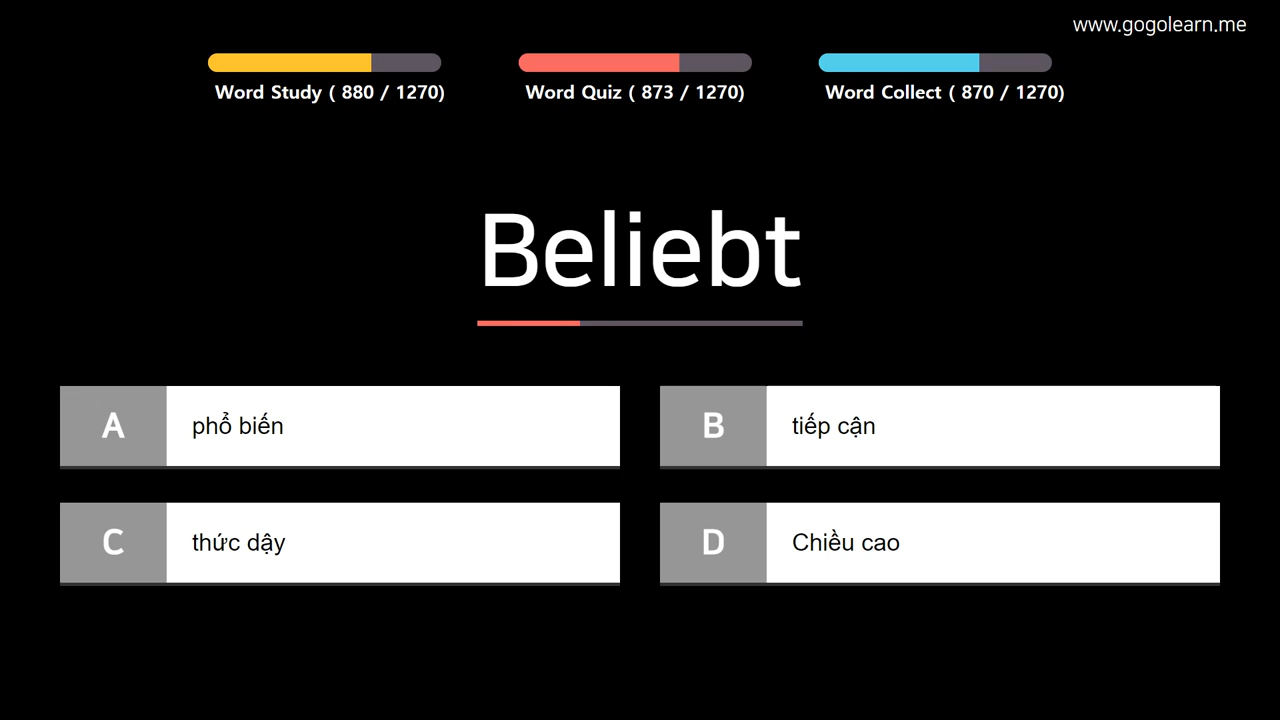 www.gogolearn.me
Word Study ( 880 / 1270)
Word Quiz ( 873 / 1270)
Word Collect ( 870 / 1270)
Beliebt
A
phổ biến
B
tiếp cận
C
thức dậy
D
Chiều cao